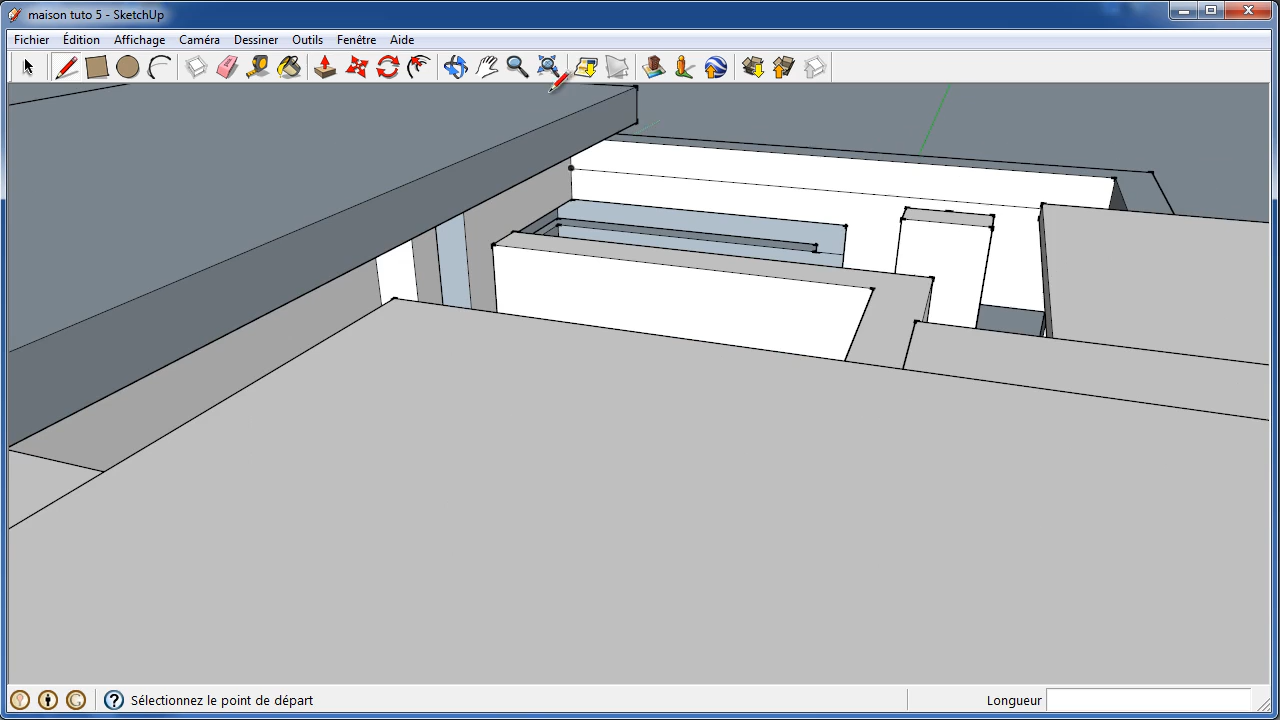 maison tuto 5 - SketchUp
Fichier Édition Affichage Caméra Dessiner Outils Fenêtre Aide
Sélectionnez le point de départ
Longueur